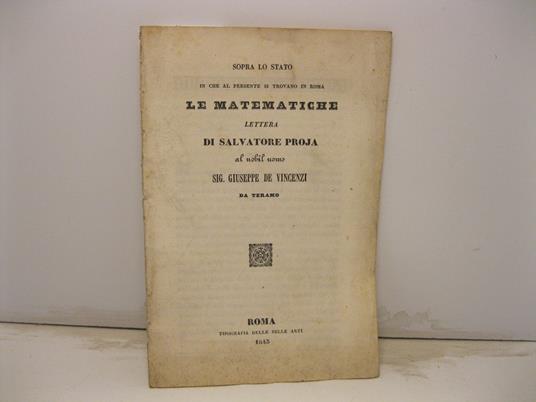 SOPRA LO STATO
IN CHE AL PRESENTE SI TROVANO IN ROMA
LE MATEMATICHE
LETTERA
DI SALVATORE PROJA
al nobil uomo
SIG. GIUSEPPE DE VINCENZI
DA TERAMO
ROMA
TIPOGRAFIA DELLE BELLE ARTI
1843